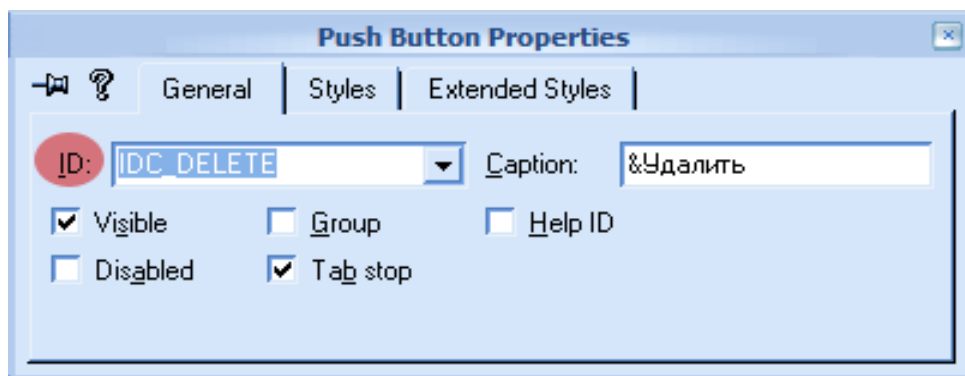 Push Button Properties
General Styles Extended Styles
ID: IDC_DELETE Caption: &Удалить
Visible Group Help ID
Disabled Tab stop